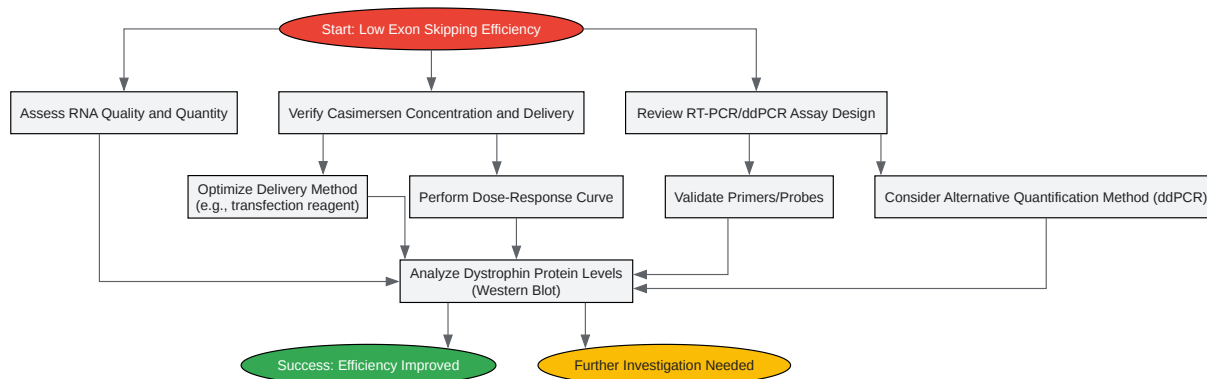 Start: Low Exon Skipping Efficiency
Assess RNA Quality and Quantity
Verify Casimersen Concentration and Delivery
Review RT-PCR/ddPCR Assay Design
Optimize Delivery Method
(e.g., transfection reagent)
Perform Dose-Response Curve
Validate Primers/Probes
Consider Alternative Quantification Method (ddPCR)
Analyze Dystrophin Protein Levels
(Western Blot)
Success: Efficiency Improved
Further Investigation Needed